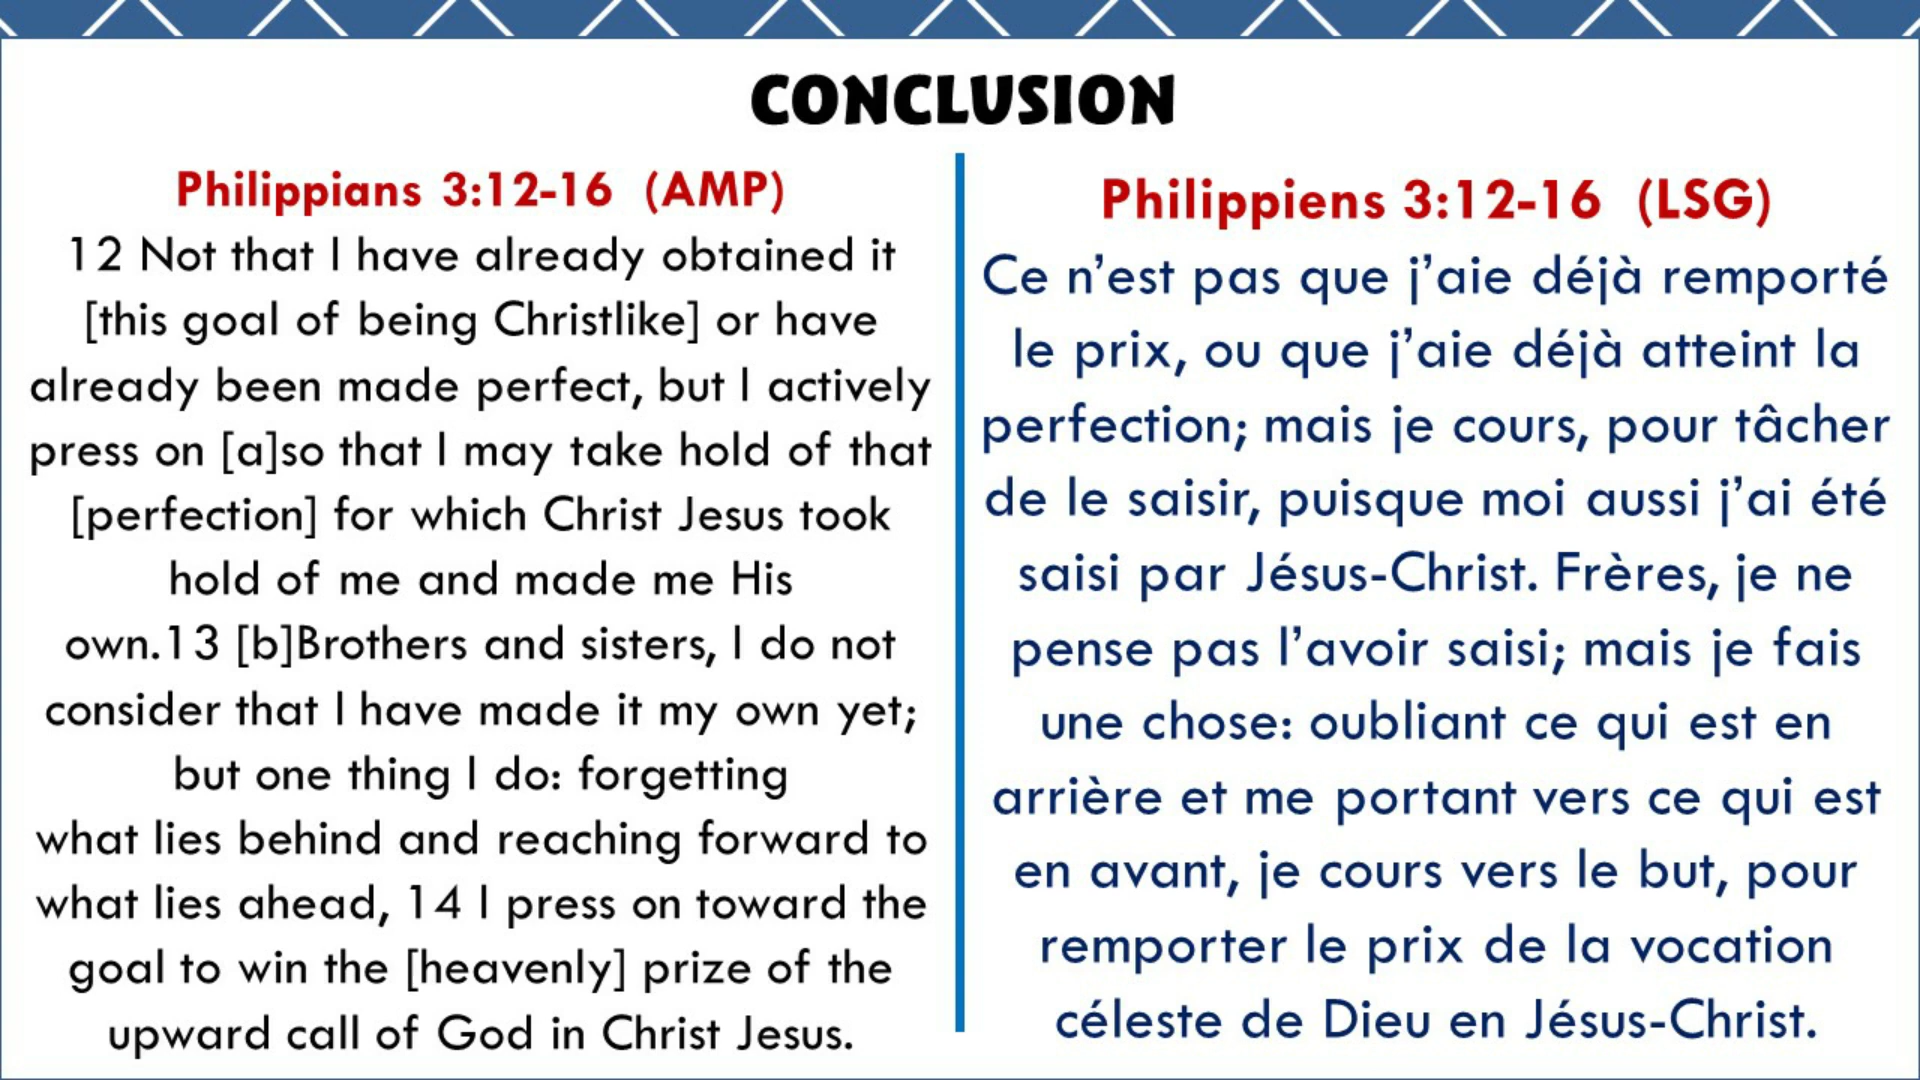 CONCLUSION
Philippians 3:12-16 (AMP)
12 Not that I have already obtained it
[this goal of being Christlike] or have
already been made perfect, but I actively
press on [a]so that I may take hold of that
[perfection] for which Christ Jesus took
hold of me and made me His
own.13 [b]Brothers and sisters, I do not
consider that I have made it my own yet;
but one thing I do: forgetting
what lies behind and reaching forward to
what lies ahead, 14 I press on toward the
goal to win the [heavenly] prize of the
upward call of God in Christ Jesus.
Philippiens 3:12-16 (LSG)
Ce n’est pas que j’aie déjà remporté
le prix, ou que j’aie déjà atteint la
perfection; mais je cours, pour tâcher
de le saisir, puisque moi aussi j’ai été
saisi par Jésus-Christ. Frères, je ne
pense pas l’avoir saisi; mais je fais
une chose: oubliant ce qui est en
arrière et me portant vers ce qui est
en avant, je cours vers le but, pour
remporter le prix de la vocation
céleste de Dieu en Jésus-Christ.